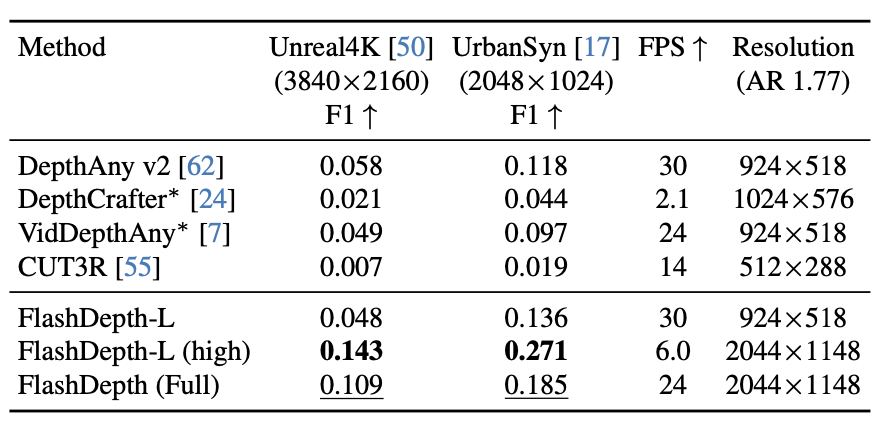 Method Unreal4K [50] UrbanSyn [17] FPS ↑ Resolution
(3840×2160) (2048×1024) (AR 1.77)
F1 ↑ F1 ↑
DepthAny v2 [62] 0.058 0.118 30 924×518
DepthCrafter* [24] 0.021 0.044 2.1 1024×576
VidDepthAny* [7] 0.049 0.097 24 924×518
CUT3R [55] 0.007 0.019 14 512×288
FlashDepth-L 0.048 0.136 30 924×518
FlashDepth-L (high) 0.143 0.271 6.0 2044×1148
FlashDepth (Full) 0.109 0.185 24 2044×1148